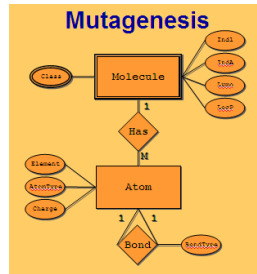 Mutagenesis
Ind1
Class
Molecule
IndA
Lumo
LogP
1
Has
M
Element
AtomType
Atom
Charge
1 1
Bond
BondType